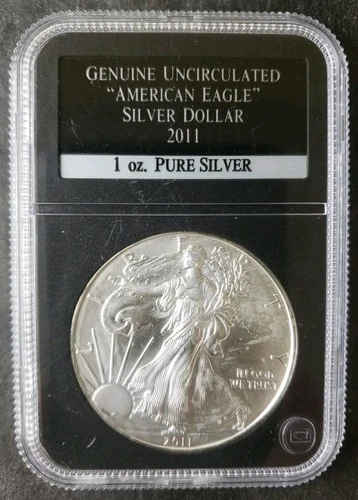 GENUINE UNCIRCULATED
"AMERICAN EAGLE"
SILVER DOLLAR
2011
1 oz. PURE SILVER
LIBERTY
IN GOD
WE TRUST
2011